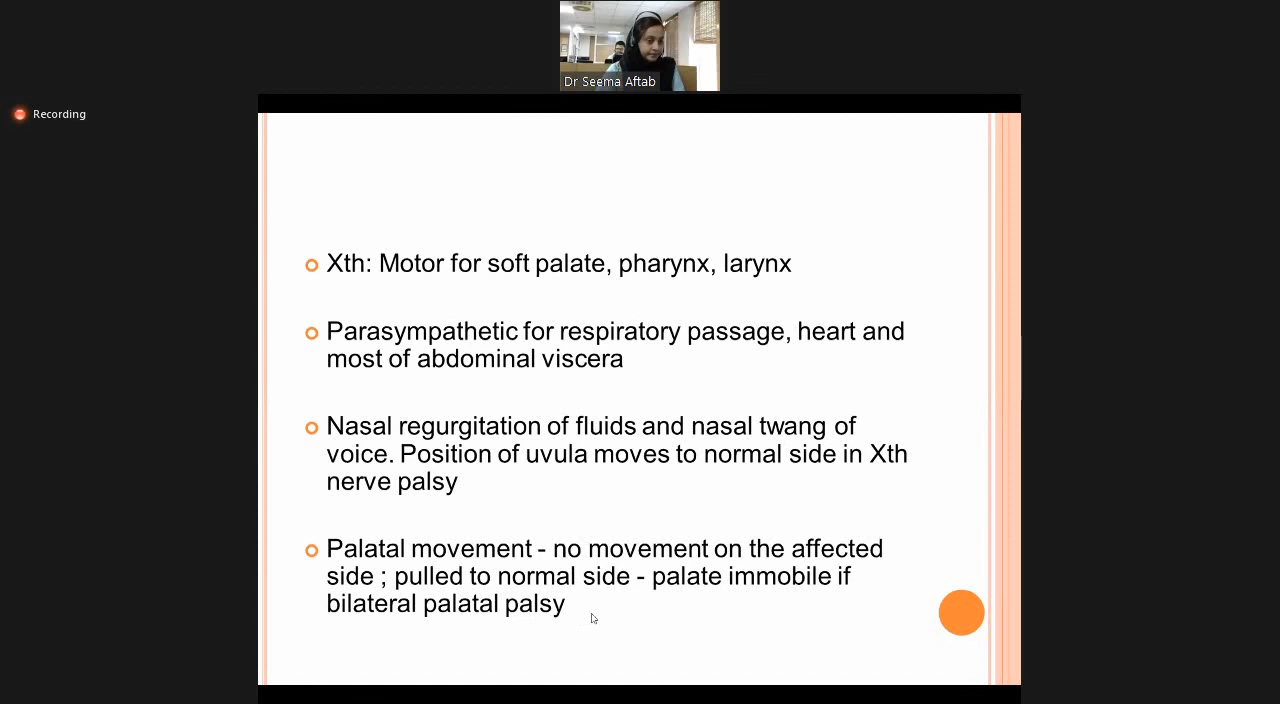 Dr Seema Aftab
Recording
Xth: Motor for soft palate, pharynx, larynx
Parasympathetic for respiratory passage, heart and
most of abdominal viscera
Nasal regurgitation of fluids and nasal twang of
voice. Position of uvula moves to normal side in Xth
nerve palsy
Palatal movement - no movement on the affected
side ; pulled to normal side - palate immobile if
bilateral palatal palsy